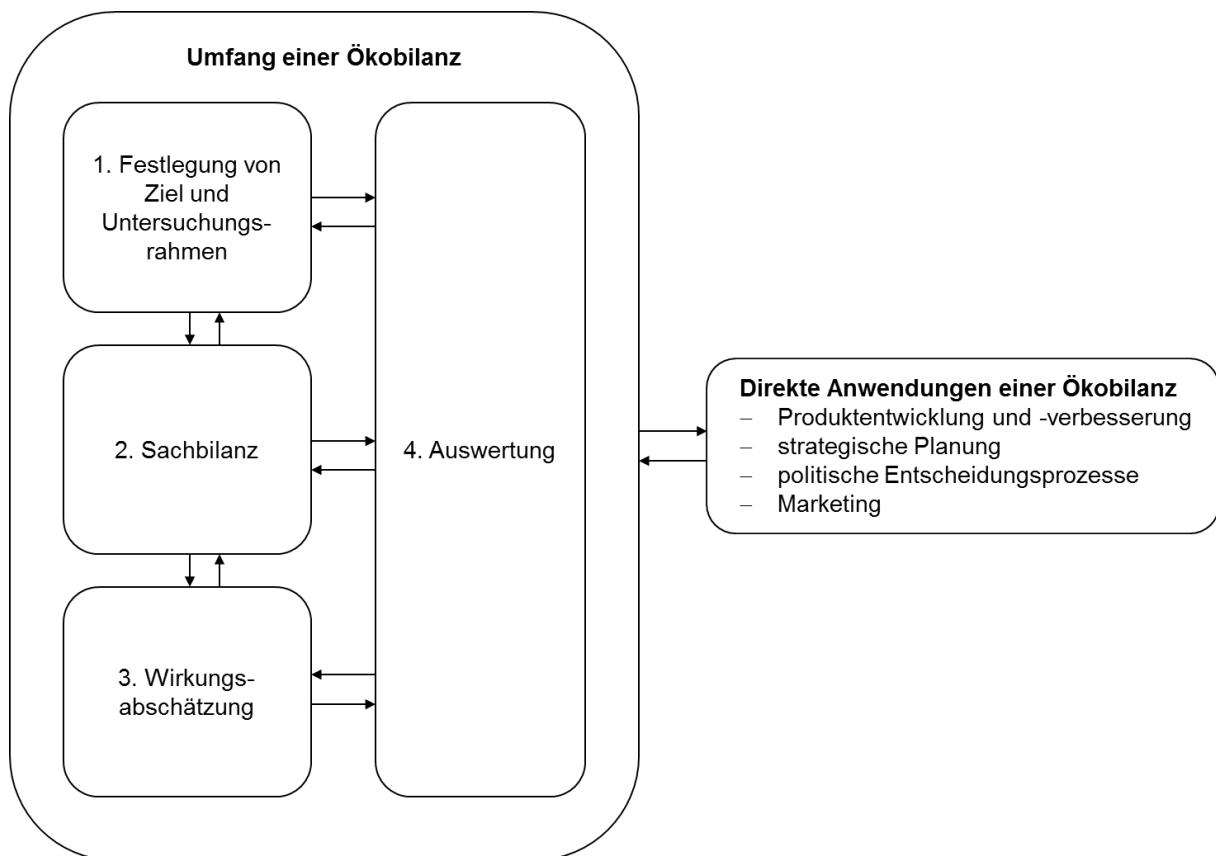 Umfang einer Ökobilanz
1. Festlegung von
Ziel und
Untersuchungs-
rahmen
2. Sachbilanz
3. Wirkungs-
abschätzung
4. Auswertung
Direkte Anwendungen einer Ökobilanz
– Produktentwicklung und -verbesserung
– strategische Planung
– politische Entscheidungsprozesse
– Marketing